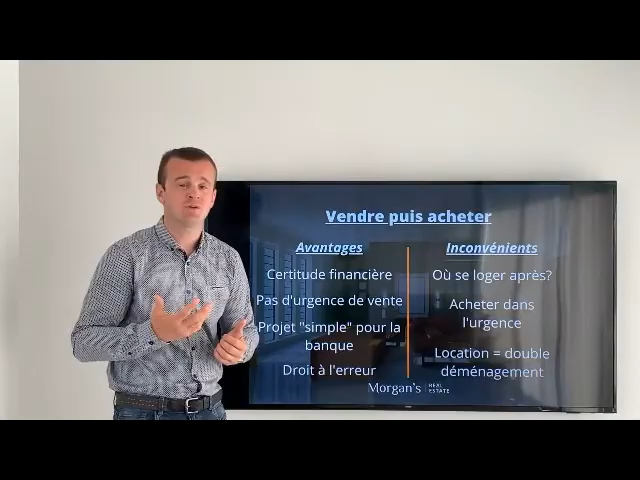 Vendre puis acheter
Avantages
Certitude financière
Pas d'urgence de vente
Projet "simple" pour la
banque
Droit à l'erreur
Inconvénients
Où se loger après?
Acheter dans
l'urgence
Location = double
déménagement
Morgan's REAL
ESTATE